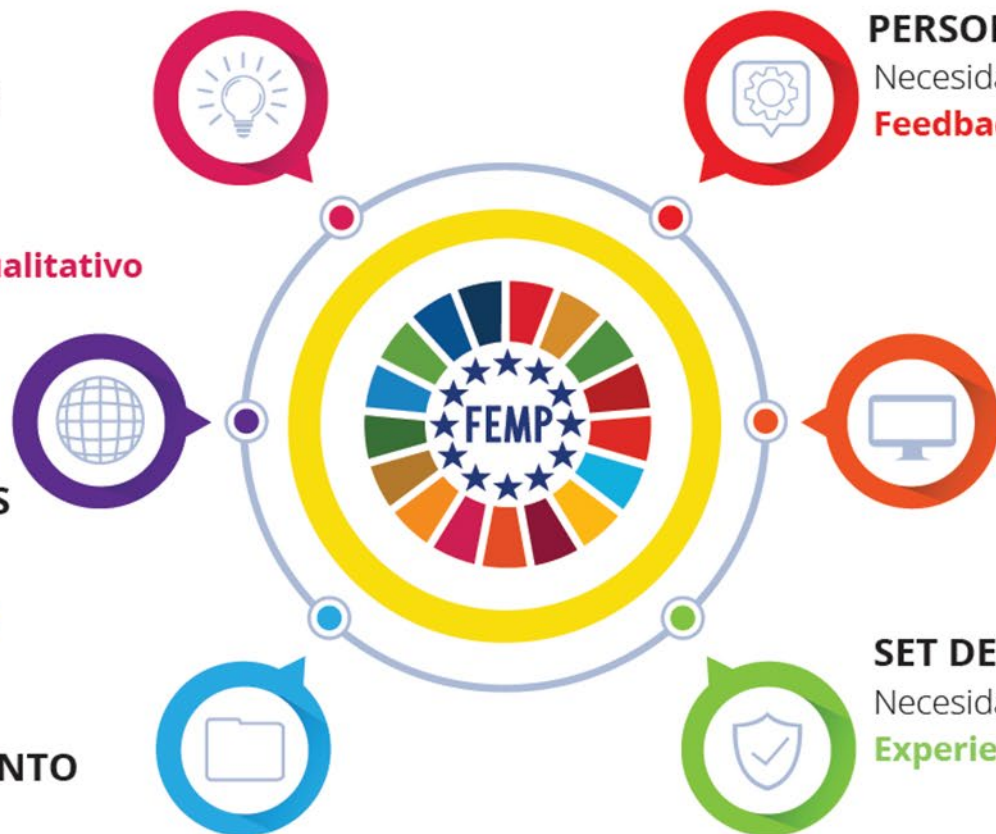 PERSO
Necesida
Feedba
ualitativo
FEMP
S
SET DE
Necesida
Experie
NTO